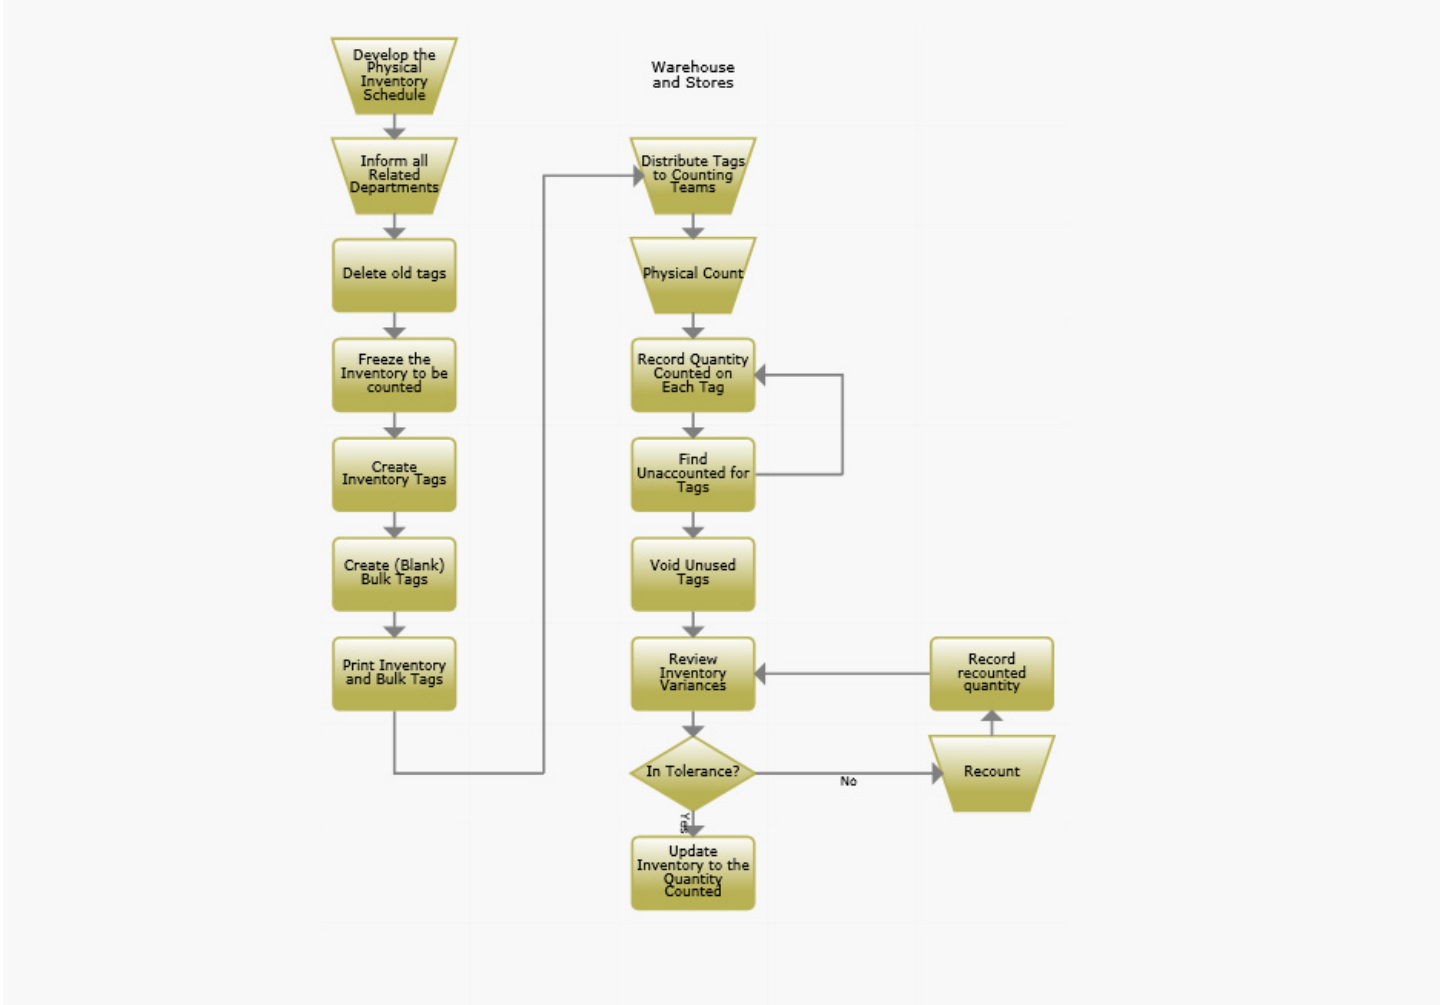 Develop the
Physical
Inventory
Schedule
Inform all
Related
Departments
Delete old tags
Freeze the
Inventory to be
counted
Create
Inventory Tags
Create (Blank)
Bulk Tags
Print Inventory
and Bulk Tags
Warehouse
and Stores
Distribute Tags
to Counting
Teams
Physical Count
Record Quantity
Counted on
Each Tag
Find
Unaccounted for
Tags
Void Unused
Tags
Review
Inventory
Variances
In Tolerance?
No
Yes
Update
Inventory to the
Quantity
Counted
Record
recounted
quantity
Recount